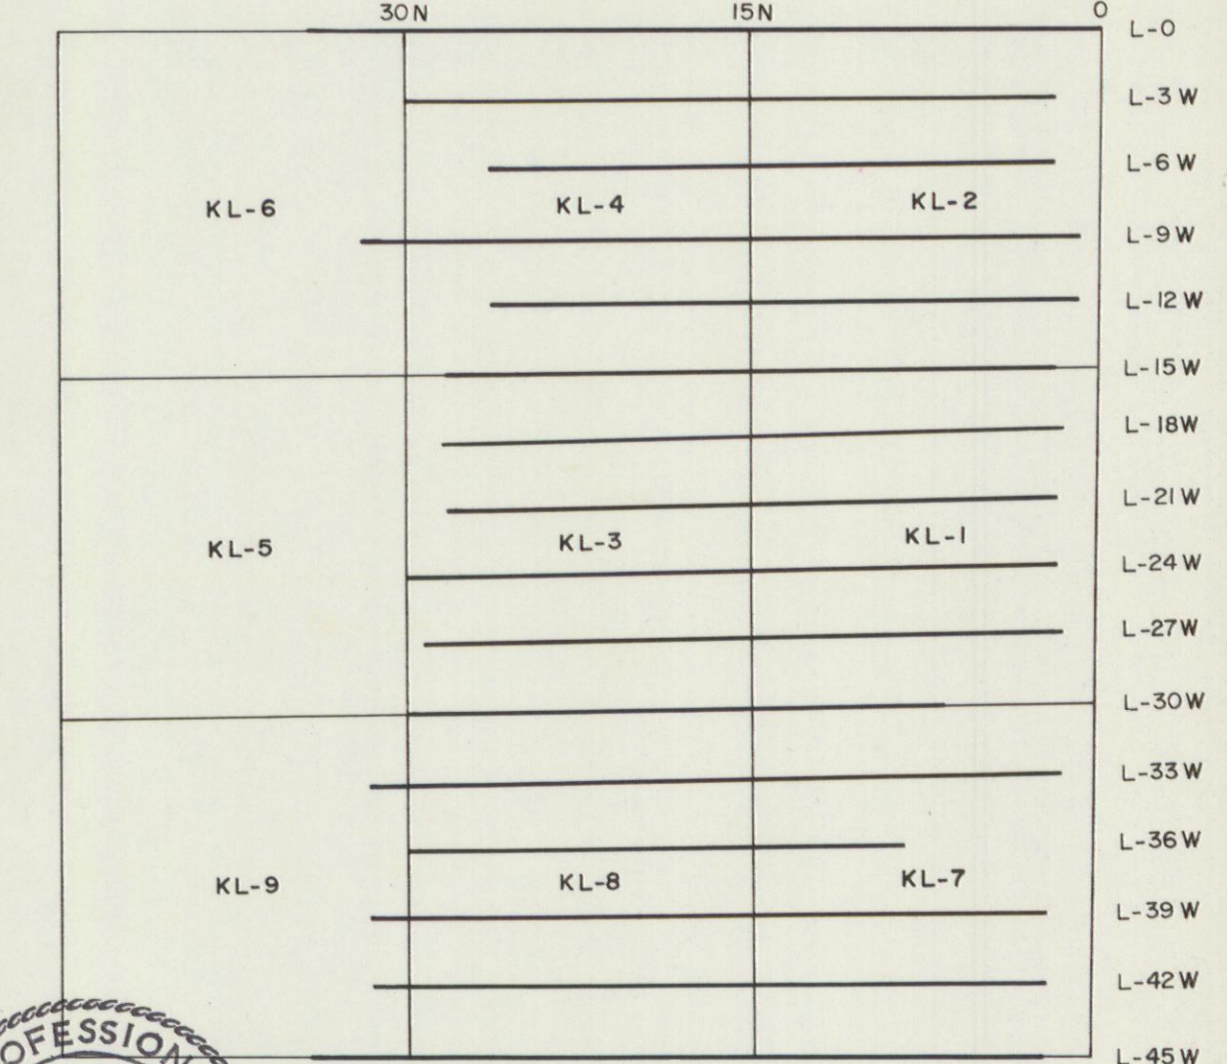 30N 15N 0
L-0
L-3W
L-6W
KL-6 KL-4 KL-2
L-9W
L-12W
L-15W
L-18W
L-21W
KL-5 KL-3 KL-1
L-24W
L-27W
L-30W
L-33W
L-36W
KL-9 KL-8 KL-7
L-39W
L-42W
OFESSION
L-45W